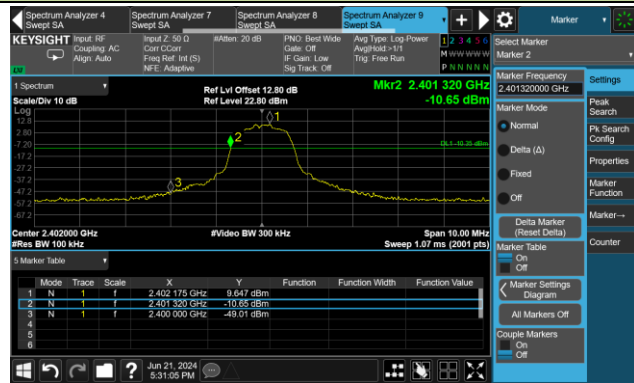 Spectrum Analyzer 4
Swept SA
Spectrum Analyzer 7
Swept SA
Spectrum Analyzer 8
Swept SA
Spectrum Analyzer 9
Swept SA
Marker
KEYSIGHT
Input: RF
Coupling: AC
Align: Auto
Input Z: 50 Ω
Corr CCorr
Freq Ref: Int (S)
NFE: Adaptive
#Atten: 20 dB
PNO: Best Wide
Gate: Off
IF Gain: Low
Sig Track: Off
Avg Type: Log-Power
Avg|Hold:>1/1
Trig: Free Run
1 2 3 4 5 6
M W W W W W
P N N N N N
1 Spectrum
Scale/Div 10 dB
Log
Ref Lvl Offset 12.80 dB
Ref Level 22.80 dBm
Mkr2 2.401 320 GHz
-10.65 dBm
12.8
2.80
-7.20
-17.2
-27.2
-37.2
-47.2
-57.2
-67.2
1
2
3
DL1 -10.35 dBm
Center 2.402000 GHz
#Res BW 100 kHz
#Video BW 300 kHz
Span 10.00 MHz
Sweep 1.07 ms (2001 pts)
5 Marker Table
Mode Trace Scale X Y Function Function Width Function Value
1 N 1 f 2.402 175 GHz 9.647 dBm
2 N 1 f 2.401 320 GHz -10.65 dBm
3 N 1 f 2.400 000 GHz -49.01 dBm
4
5
6
Select Marker
Marker 2
Marker Frequency
2.401320000 GHz
Marker Mode
Normal
Delta (Δ)
Fixed
Off
Delta Marker
(Reset Delta)
Marker Table
On
Off
Marker Settings
Diagram
All Markers Off
Couple Markers
On
Off
Settings
Peak
Search
Pk Search
Config
Properties
Marker
Function
Marker→
Counter
Jun 21, 2024
5:31:05 PM